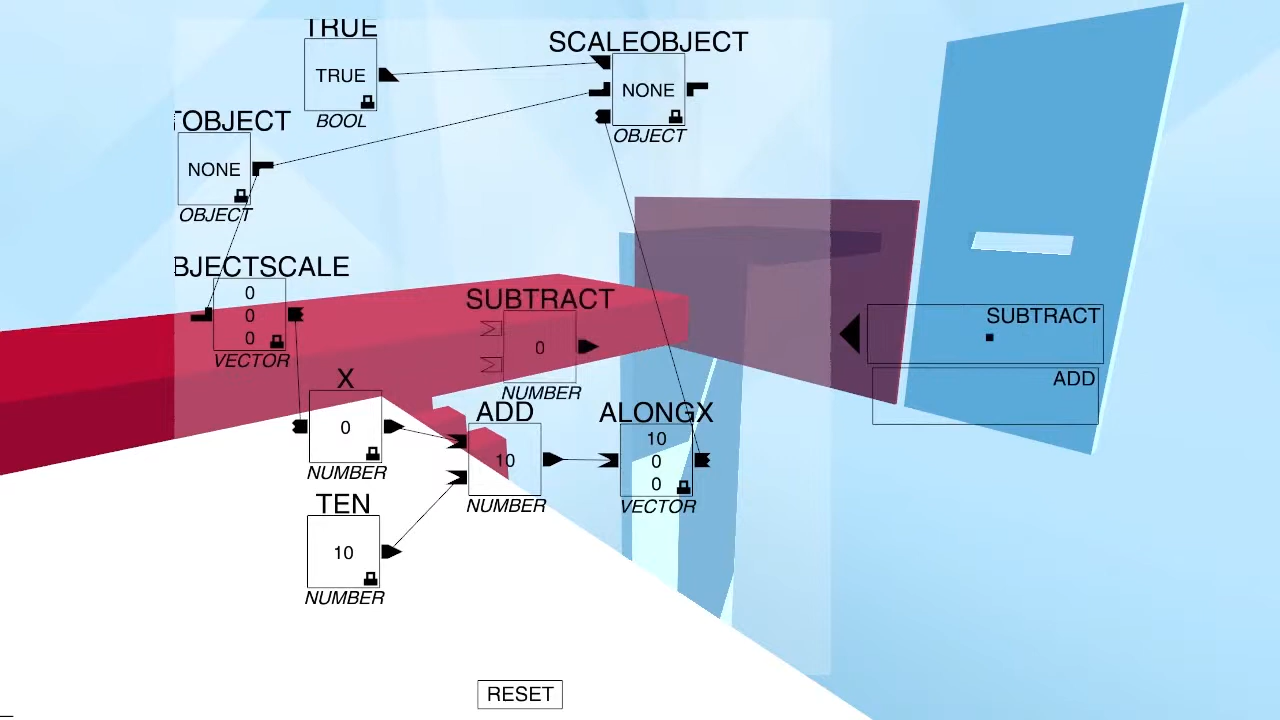 TRUE
TRUE
BOOL
SCALEOBJECT
NONE
OBJECT
TOBJECT
NONE
OBJECT
BJECTSCALE
0
0
0
VECTOR
SUBTRACT
0
NUMBER
SUBTRACT
ADD
X
0
NUMBER
ADD
10
NUMBER
ALONGX
10
0
0
VECTOR
TEN
10
NUMBER
RESET